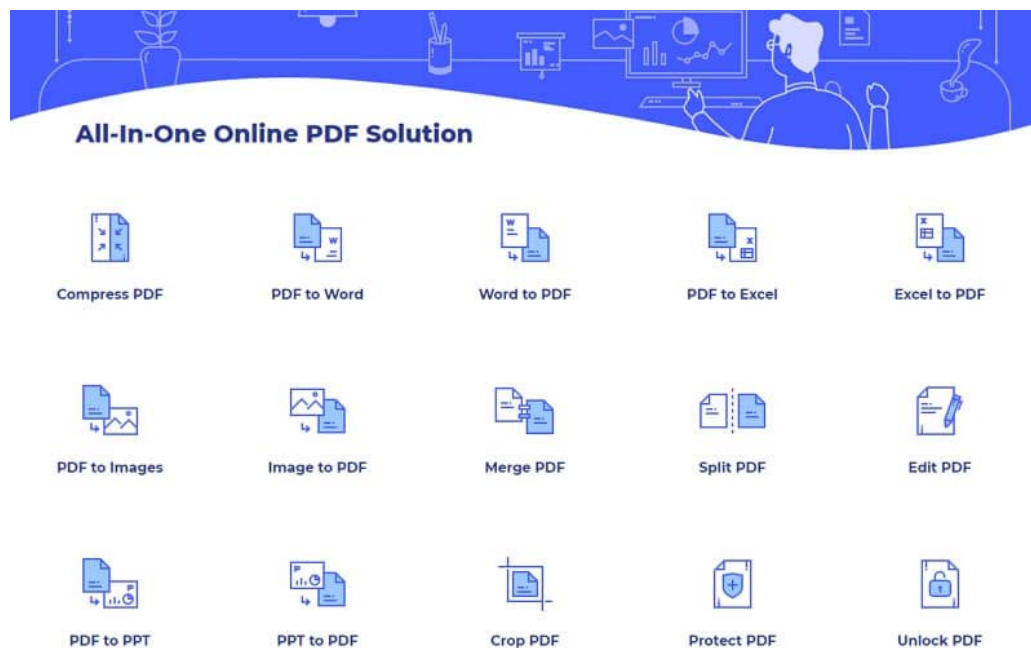 All-In-One Online PDF Solution
Compress PDF
PDF to Word
Word to PDF
PDF to Excel
Excel to PDF
PDF to Images
Image to PDF
Merge PDF
Split PDF
Edit PDF
PDF to PPT
PPT to PDF
Crop PDF
Protect PDF
Unlock PDF